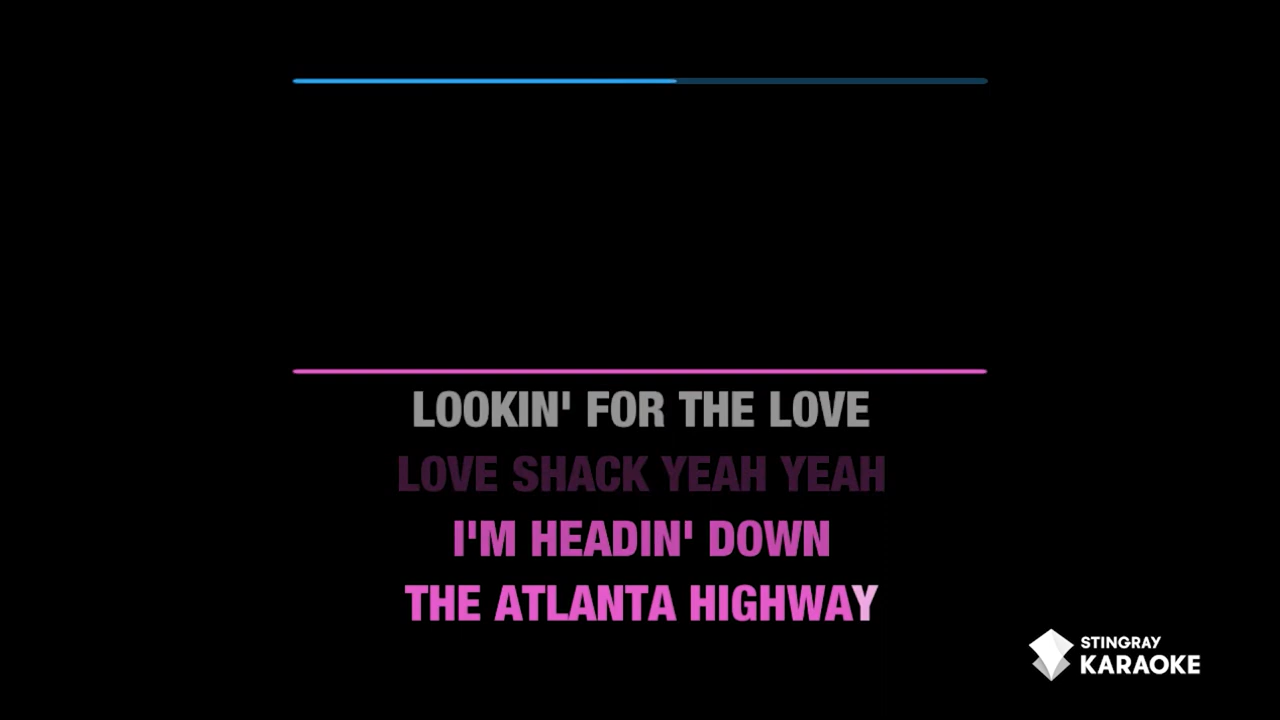 LOOKIN' FOR THE LOVE
LOVE SHACK YEAH YEAH
I'M HEADIN' DOWN
THE ATLANTA HIGHWAY
STINGRAY
KARAOKE